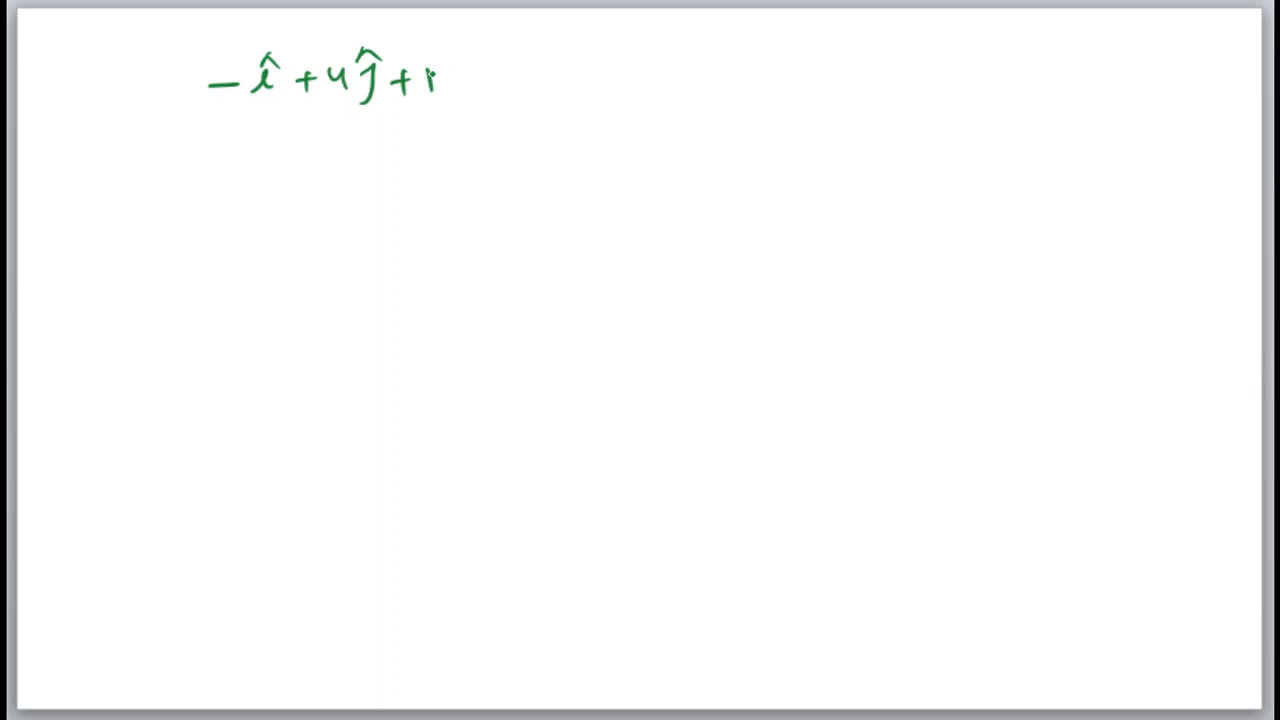 - î + 4ĵ +